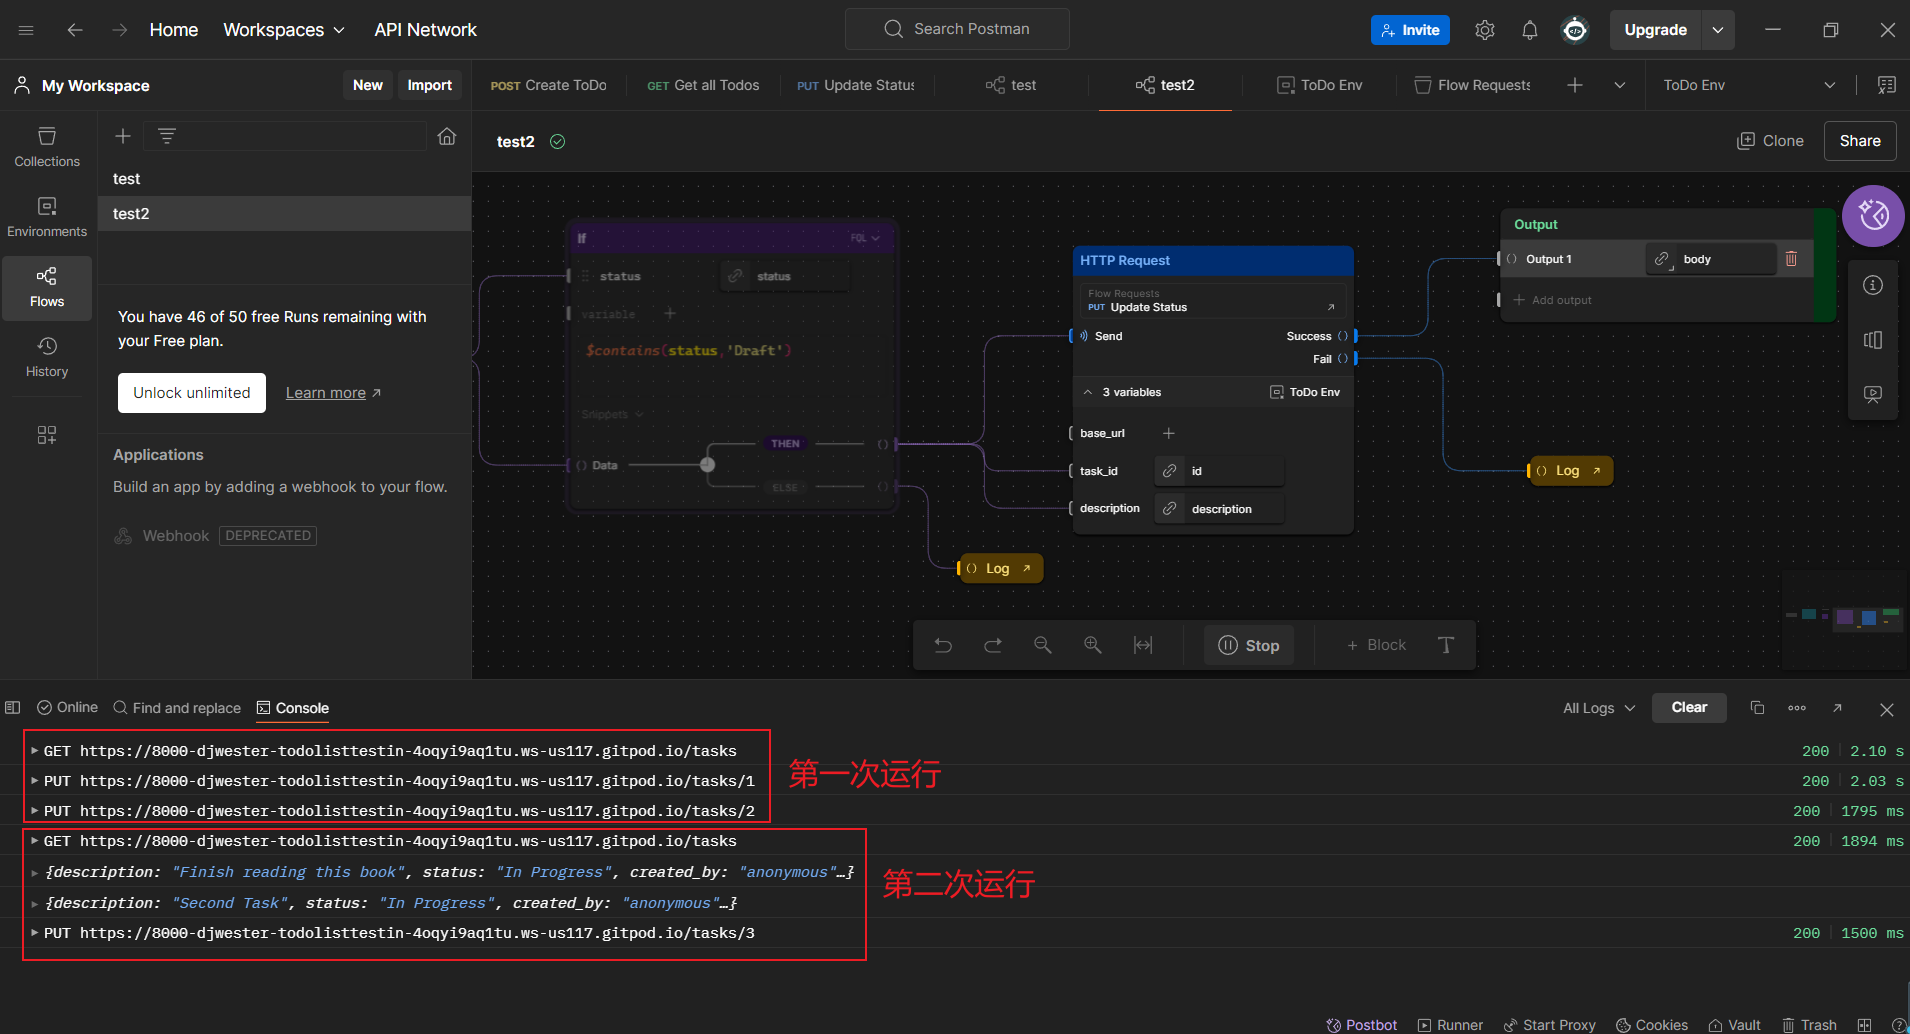 Home Workspaces API Network Search Postman Invite Upgrade
My Workspace New Import POST Create ToDo GET Get all Todos PUT Update Status test test2 ToDo Env Flow Requests ToDo Env
test2 Clone Share
Collections
Environments
Flows
History
test
test2
You have 46 of 50 free Runs remaining with
your Free plan.
Unlock unlimited Learn more
Applications
Build an app by adding a webhook to your flow.
Webhook DEPRECATED
If FQL
status status
variable
$contains(status,'Draft')
Snippets
THEN
Data
ELSE
Log
HTTP Request
Flow Requests
PUT Update Status
Send Success
Fail
3 variables ToDo Env
base_url
task_id id
description description
Output
Output 1 body
Add output
Log
Stop Block
Online Find and replace Console All Logs Clear
GET https://8000-djwester-todolisttestin-4oqyi9aq1tu.ws-us117.gitpod.io/tasks 200 2.10 s
PUT https://8000-djwester-todolisttestin-4oqyi9aq1tu.ws-us117.gitpod.io/tasks/1 200 2.03 s
第一次运行
PUT https://8000-djwester-todolisttestin-4oqyi9aq1tu.ws-us117.gitpod.io/tasks/2 200 1795 ms
GET https://8000-djwester-todolisttestin-4oqyi9aq1tu.ws-us117.gitpod.io/tasks 200 1894 ms
{description: "Finish reading this book", status: "In Progress", created_by: "anonymous"…}
第二次运行
{description: "Second Task", status: "In Progress", created_by: "anonymous"…}
PUT https://8000-djwester-todolisttestin-4oqyi9aq1tu.ws-us117.gitpod.io/tasks/3 200 1500 ms
Postbot Runner Start Proxy Cookies Vault Trash